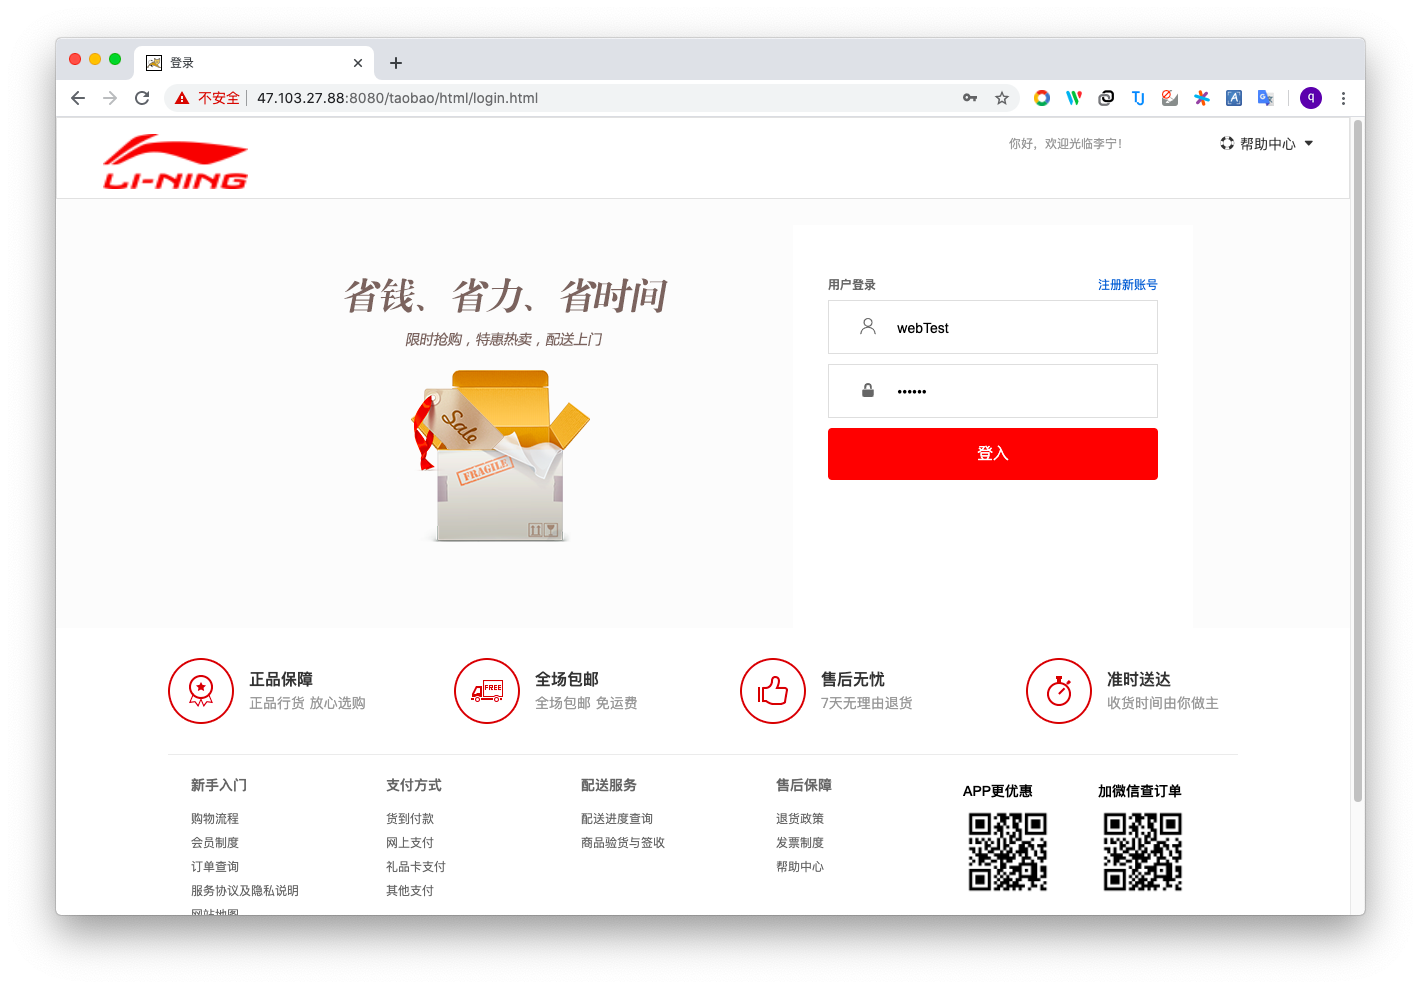 登录
不安全
47.103.27.88:8080/taobao/html/login.html
q
LI-NING
你好，欢迎光临李宁！
帮助中心
省钱、省力、省时间
限时抢购，特惠热卖，配送上门
Sale
FRAGILE
用户登录
注册新账号
webTest
••••••
登入
正品保障
正品行货 放心选购
FREE
全场包邮
全场包邮 免运费
售后无忧
7天无理由退货
准时送达
收货时间由你做主
新手入门
购物流程
会员制度
订单查询
服务协议及隐私说明
网站地图
支付方式
货到付款
网上支付
礼品卡支付
其他支付
配送服务
配送进度查询
商品验货与签收
售后保障
退货政策
发票制度
帮助中心
APP更优惠
加微信查订单